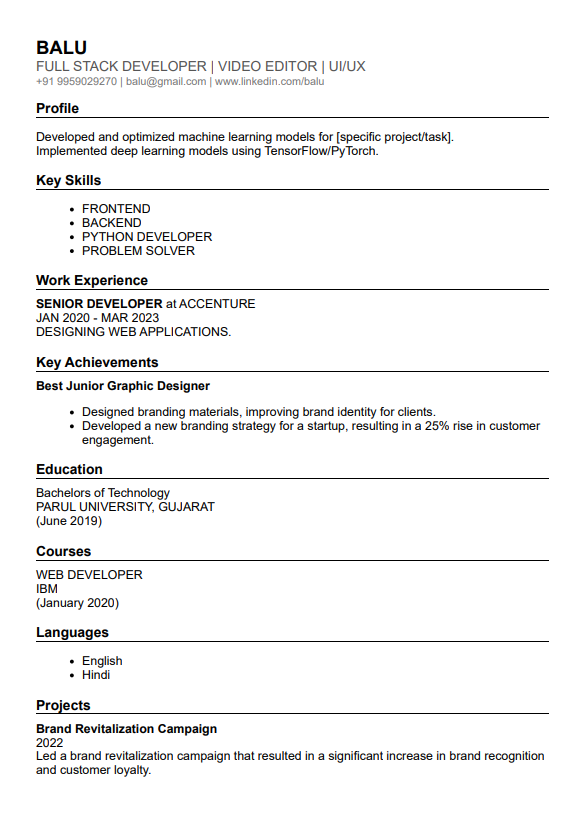 BALU
FULL STACK DEVELOPER | VIDEO EDITOR | UI/UX
+91 9959029270 | balu@gmail.com | www.linkedin.com/balu
Profile
Developed and optimized machine learning models for [specific project/task].
Implemented deep learning models using TensorFlow/PyTorch.
Key Skills
• FRONTEND
• BACKEND
• PYTHON DEVELOPER
• PROBLEM SOLVER
Work Experience
SENIOR DEVELOPER at ACCENTURE
JAN 2020 - MAR 2023
DESIGNING WEB APPLICATIONS.
Key Achievements
Best Junior Graphic Designer
• Designed branding materials, improving brand identity for clients.
• Developed a new branding strategy for a startup, resulting in a 25% rise in customer
engagement.
Education
Bachelors of Technology
PARUL UNIVERSITY, GUJARAT
(June 2019)
Courses
WEB DEVELOPER
IBM
(January 2020)
Languages
• English
• Hindi
Projects
Brand Revitalization Campaign
2022
Led a brand revitalization campaign that resulted in a significant increase in brand recognition
and customer loyalty.